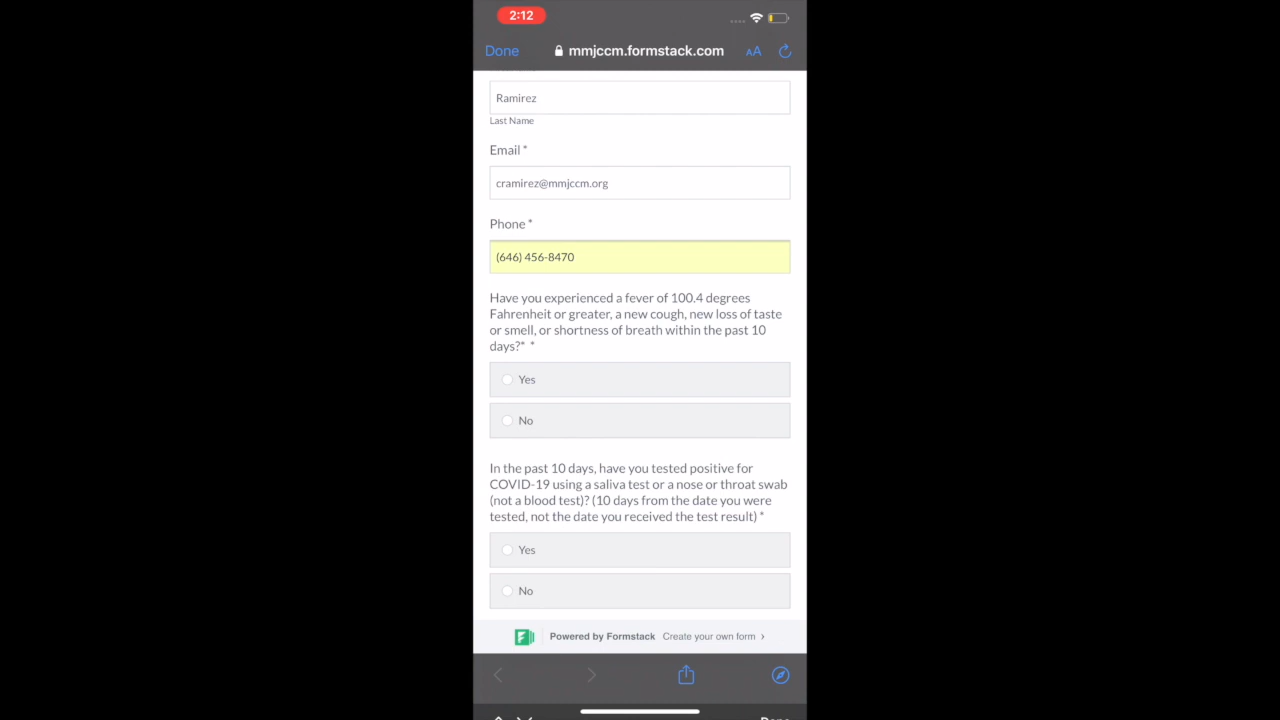 2:12
Done
mmjccm.formstack.com
AA
Ramirez
Last Name
Email *
cramirez@mmjccm.org
Phone *
(646) 456-8470
Have you experienced a fever of 100.4 degrees
Fahrenheit or greater, a new cough, new loss of taste
or smell, or shortness of breath within the past 10
days?* *
Yes
No
In the past 10 days, have you tested positive for
COVID-19 using a saliva test or a nose or throat swab
(not a blood test)? (10 days from the date you were
tested, not the date you received the test result) *
Yes
No
F
Powered by Formstack Create your own form ›